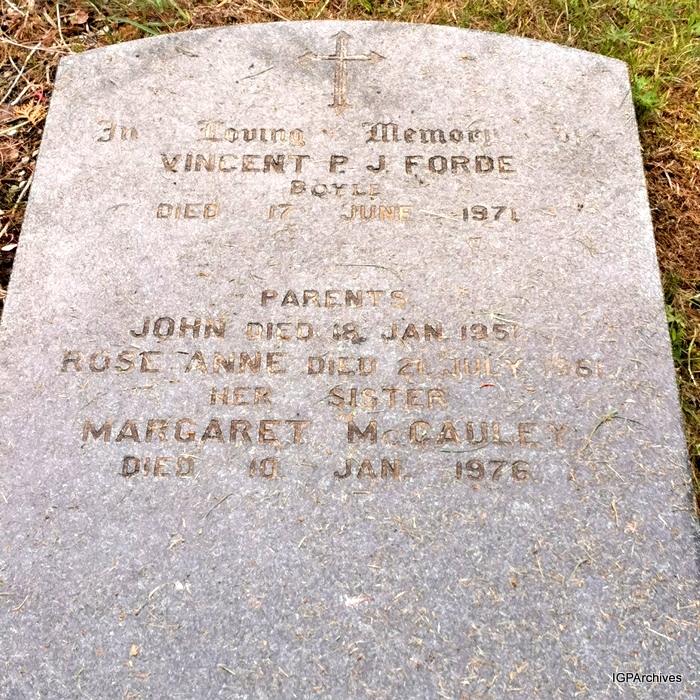 In Loving Memory of
VINCENT P. J. FORDE
BOYLE
DIED 17 JUNE 1971
PARENTS
JOHN DIED 18. JAN. 1951
ROSE ANNE DIED 21. JULY 1961
HER SISTER
MARGARET McCAULEY
DIED 10 JAN. 1976
IGPArchives